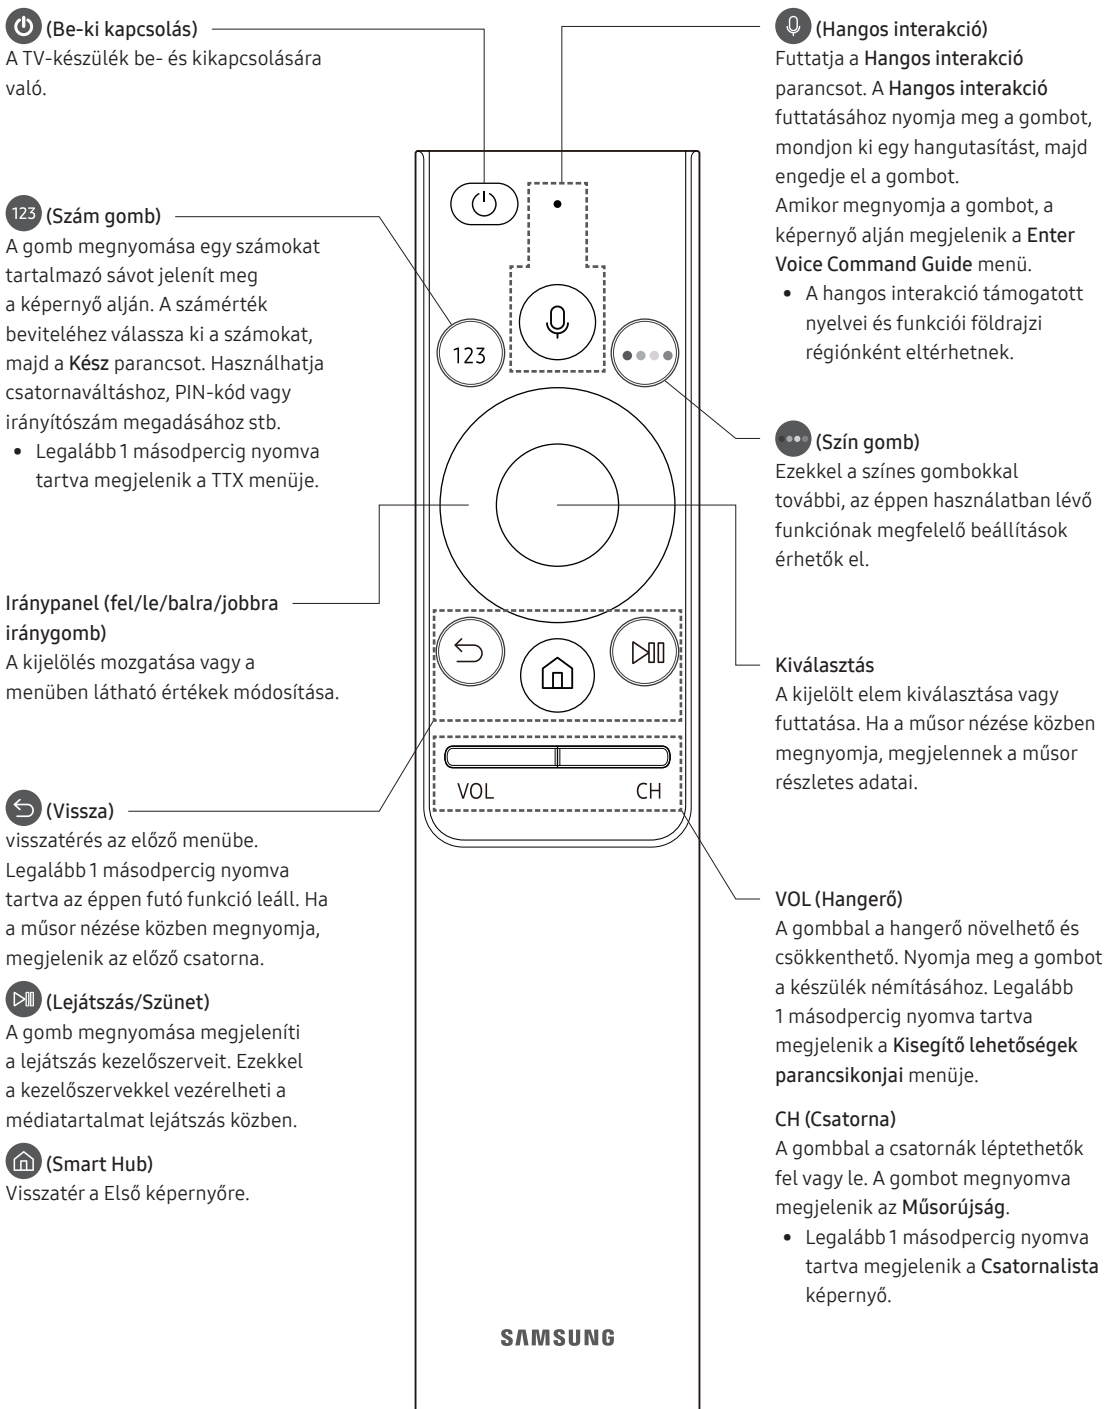 (Be-ki kapcsolás)
A TV-készülék be- és kikapcsolására
való.
123 (Szám gomb)
A gomb megnyomása egy számokat
tartalmazó sávot jelenít meg
a képernyő alján. A számérték
beviteléhez válassza ki a számokat,
majd a Kész parancsot. Használhatja
csatornaváltáshoz, PIN-kód vagy
irányítószám megadásához stb.
• Legalább 1 másodpercig nyomva
tartva megjelenik a TTX menüje.
Iránypanel (fel/le/balra/jobbra
iránygomb)
A kijelölés mozgatása vagy a
menüben látható értékek módosítása.
(Vissza)
visszatérés az előző menübe.
Legalább 1 másodpercig nyomva
tartva az éppen futó funkció leáll. Ha
a műsor nézése közben megnyomja,
megjelenik az előző csatorna.
(Lejátszás/Szünet)
A gomb megnyomása megjeleníti
a lejátszás kezelőszerveit. Ezekkel
a kezelőszervekkel vezérelheti a
médiatartalmat lejátszás közben.
(Smart Hub)
Visszatér a Első képernyőre.
123
VOL
CH
SAMSUNG
(Hangos interakció)
Futtatja a Hangos interakció
parancsot. A Hangos interakció
futtatásához nyomja meg a gombot,
mondjon ki egy hangutasítást, majd
engedje el a gombot.
Amikor megnyomja a gombot, a
képernyő alján megjelenik a Enter
Voice Command Guide menü.
• A hangos interakció támogatott
nyelvei és funkciói földrajzi
régiónként eltérhetnek.
(Szín gomb)
Ezekkel a színes gombokkal
további, az éppen használatban lévő
funkciónak megfelelő beállítások
érhetők el.
Kiválasztás
A kijelölt elem kiválasztása vagy
futtatása. Ha a műsor nézése közben
megnyomja, megjelennek a műsor
részletes adatai.
VOL (Hangerő)
A gombbal a hangerő növelhető és
csökkenthető. Nyomja meg a gombot
a készülék némításához. Legalább
1 másodpercig nyomva tartva
megjelenik a Kisegítő lehetőségek
parancsikonjai menüje.
CH (Csatorna)
A gombbal a csatornák léptethetők
fel vagy le. A gombot megnyomva
megjelenik az Műsorújság.
• Legalább 1 másodpercig nyomva
tartva megjelenik a Csatornalista
képernyő.